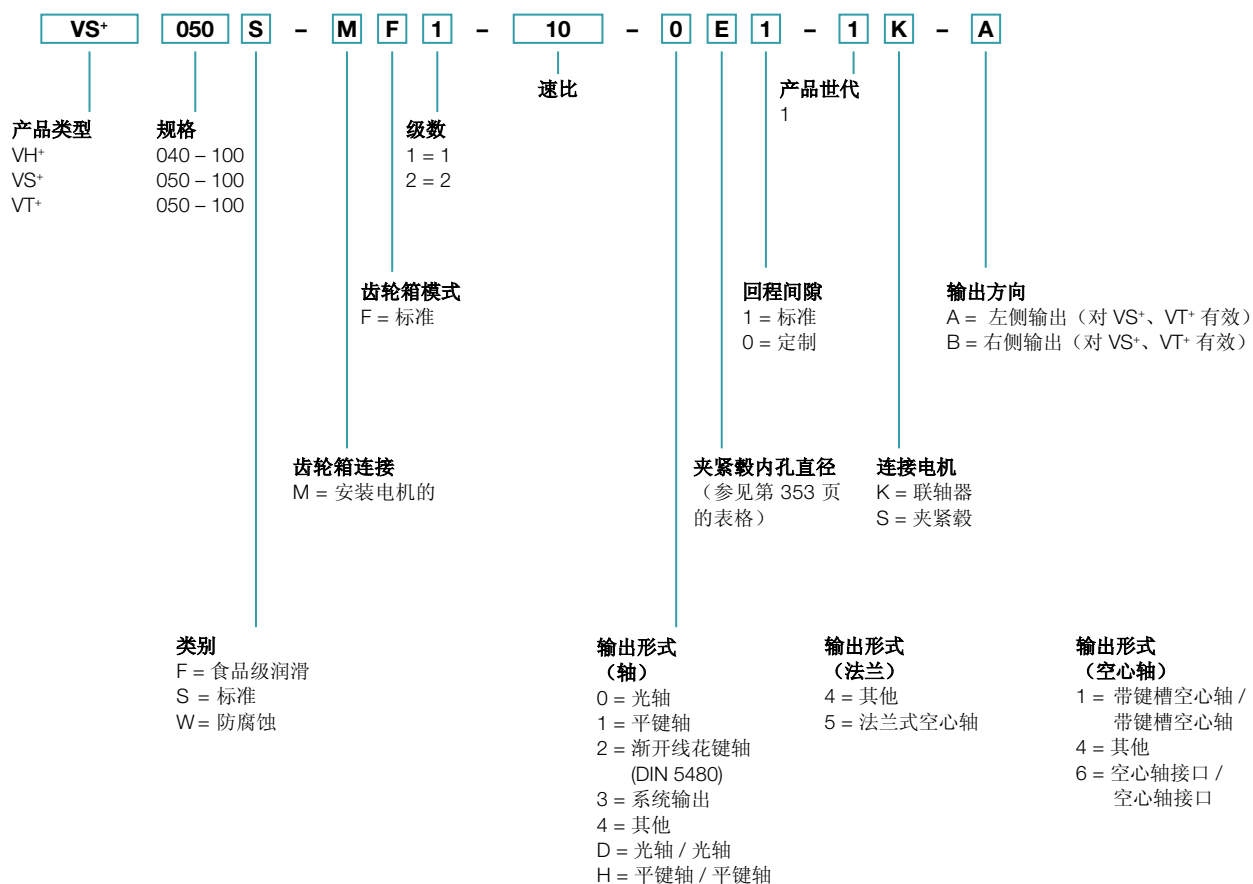 VS⁺ 050 S – M F 1 – 10 – 0 E 1 – 1 K – A
速比
产品世代
1
产品类型
VH⁺
VS⁺
VT⁺
规格
040 – 100
050 – 100
050 – 100
级数
1 = 1
2 = 2
齿轮箱模式
F = 标准
回程间隙
1 = 标准
0 = 定制
输出方向
A = 左侧输出（对 VS⁺、VT⁺ 有效）
B = 右侧输出（对 VS⁺、VT⁺ 有效）
齿轮箱连接
M = 安装电机的
夹紧毂内孔直径
（参见第 353 页
的表格）
连接电机
K = 联轴器
S = 夹紧毂
类别
F = 食品级润滑
S = 标准
W = 防腐蚀
输出形式
（轴）
0 = 光轴
1 = 平键轴
2 = 渐开线花键轴
(DIN 5480)
3 = 系统输出
4 = 其他
D = 光轴 / 光轴
H = 平键轴 / 平键轴
输出形式
（法兰）
4 = 其他
5 = 法兰式空心轴
输出形式
（空心轴）
1 = 带键槽空心轴 /
带键槽空心轴
4 = 其他
6 = 空心轴接口 /
空心轴接口